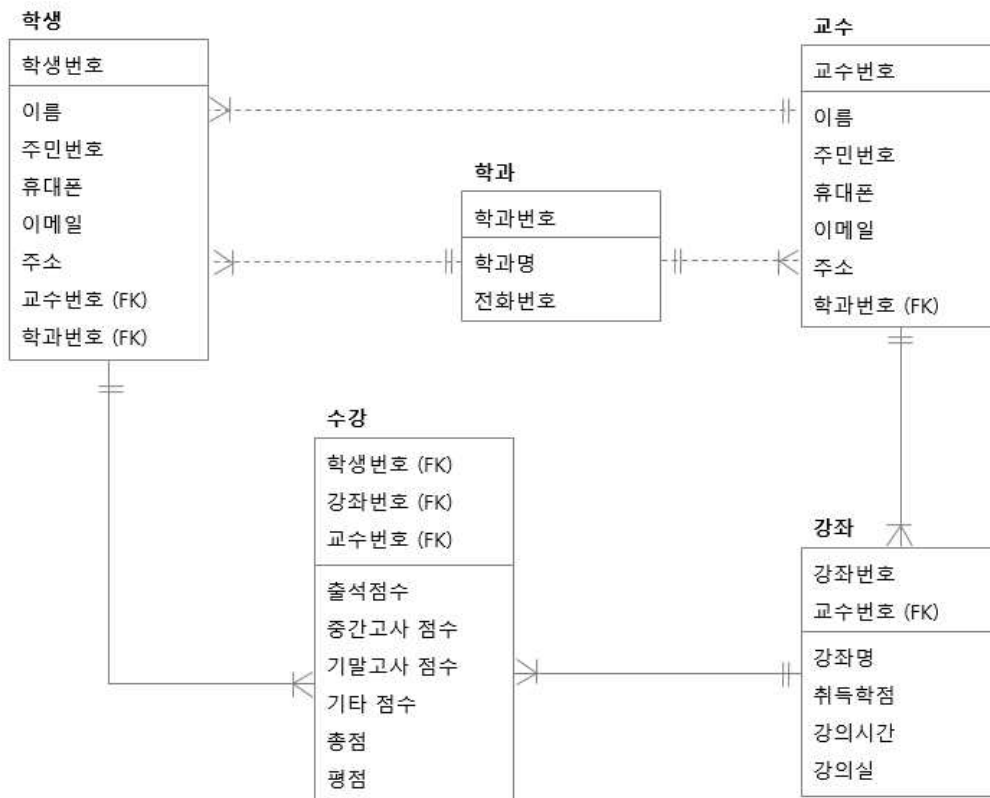 학생
학생번호
이름
주민번호
휴대폰
이메일
주소
교수번호 (FK)
학과번호 (FK)
교수
교수번호
이름
주민번호
휴대폰
이메일
주소
학과번호 (FK)
학과
학과번호
학과명
전화번호
수강
학생번호 (FK)
강좌번호 (FK)
교수번호 (FK)
출석점수
중간고사 점수
기말고사 점수
기타 점수
총점
평점
강좌
강좌번호
교수번호 (FK)
강좌명
취득학점
강의시간
강의실